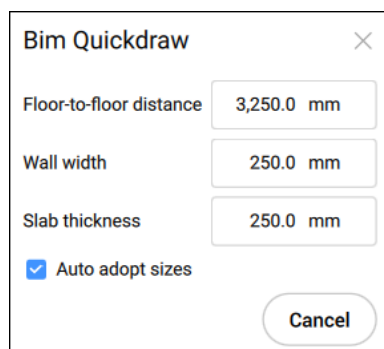 Bim Quickdraw
Floor-to-floor distance 3,250.0 mm
Wall width 250.0 mm
Slab thickness 250.0 mm
Auto adopt sizes
Cancel